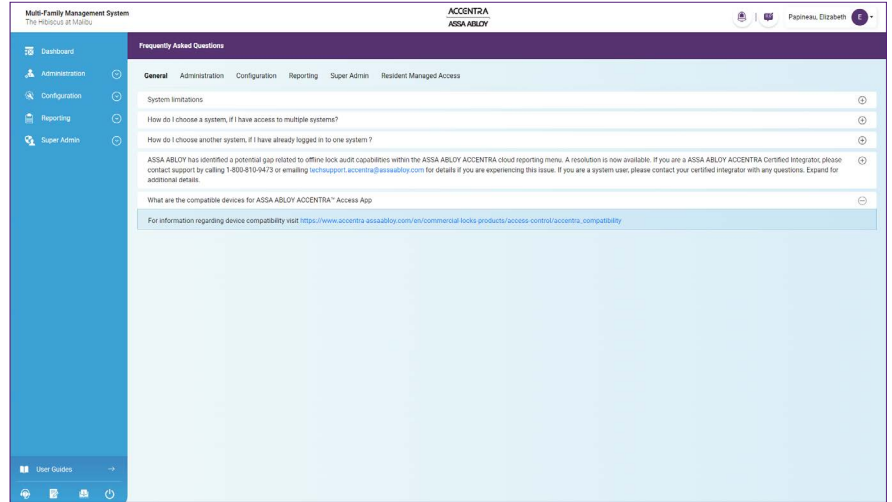 Multi-Family Management System
The Hibiscus at Malibu
ACCENTRA
ASSA ABLOY
Papineau, Elizabeth
E
Dashboard
Administration
Configuration
Reporting
Super Admin
Frequently Asked Questions
General Administration Configuration Reporting Super Admin Resident Managed Access
System limitations
How do I choose a system, if I have access to multiple systems?
How do I choose another system, if I have already logged in to one system ?
ASSA ABLOY has identified a potential gap related to offline lock audit capabilities within the ASSA ABLOY ACCENTRA cloud reporting menu. A resolution is now available. If you are a ASSA ABLOY ACCENTRA Certified Integrator, please
contact support by calling 1-800-810-9473 or emailing techsupport.accentra@assaabloy.com for details if you are experiencing this issue. If you are a system user, please contact your certified integrator with any questions. Expand for
additional details.
What are the compatible devices for ASSA ABLOY ACCENTRA™ Access App
For information regarding device compatibility visit https://www.accentra-assaabloy.com/en/commercial-locks-products/access-control/accentra_compatibility
User Guides